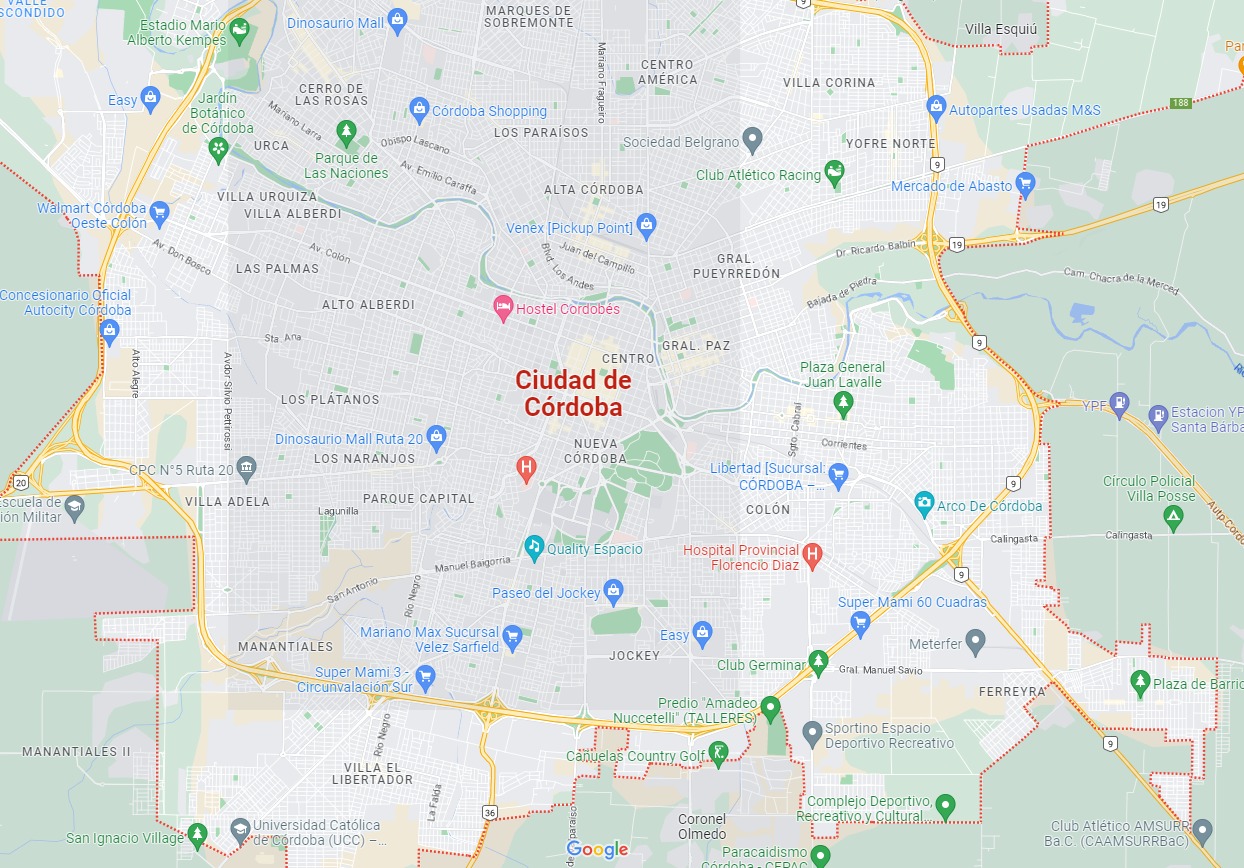 VALLE
ESCONDIDO
Estadio Mario
Alberto Kempes
Dinosaurio Mall
MARQUES DE
SOBREMONTE
Villa Esquiú
CENTRO
AMÉRICA
VILLA CORINA
188
Easy
Jardín
Botánico
de Córdoba
CERRO DE
LAS ROSAS
Córdoba Shopping
Mariano Fragueiro
Autopartes Usadas M&S
Mariano Larra
LOS PARAÍSOS
Obispo Lascano
Sociedad Belgrano
YOFRE NORTE
URCA
Parque de
Las Naciones
Av. Emilio Caraffa
9
Club Atlético Racing
Mercado de Abasto
VILLA URQUIZA
VILLA ALBERDI
ALTA CÓRDOBA
Walmart Córdoba
Oeste Colón
19
Venex [Pickup Point]
Av. Don Bosco
Av. Colón
Juan del Campillo
Blvd. Los Andes
Dr. Ricardo Balbín
19
LAS PALMAS
GRAL.
PUEYRREDÓN
Cam. Chacra de la Merced
Bajada de Piedra
Concesionario Oficial
Autocity Córdoba
ALTO ALBERDI
Hostel Cordobés
Sta. Ana
9
Alto Alegre
Avdor Silvio Pettirossi
CENTRO
GRAL. PAZ
Ciudad de
Córdoba
Plaza General
Juan Lavalle
LOS PLÁTANOS
YPF
Estacion YP
Santa Bárba
Sgto. Cabral
Dinosaurio Mall Ruta 20
LOS NARANJOS
NUEVA
CÓRDOBA
Corrientes
CPC N°5 Ruta 20
H
Libertad [Sucursal:
CÓRDOBA –...
20
9
Círculo Policial
Villa Posse
VILLA ADELA
PARQUE CAPITAL
COLÓN
Arco De Córdoba
Escuela de
ión Militar
Lagunilla
Autp Cord
Calingasta
Calingasta
Quality Espacio
Hospital Provincial
Florencio Diaz
H
Manuel Baigorria
9
San Antonio
Río Negro
Paseo del Jockey
Super Mami 60 Cuadras
Mariano Max Sucursal
Velez Sarfield
Easy
Meterfer
MANANTIALES
JOCKEY
Club Germinar
Gral. Manuel Savio
Super Mami 3 -
Circunvalación Sur
FERREYRA
Plaza de Barrio
Predio "Amadeo
Nuccetelli" (TALLERES)
Río Negro
Sportino Espacio
Deportivo Recreativo
MANANTIALES II
Cañuelas Country Golf
9
VILLA EL
LIBERTADOR
La Falda
36
Complejo Deportivo,
Recreativo y Cultural...
San Ignacio Village
Universidad Católica
de Córdoba (UCC) –...
Coronel
Olmedo
Club Atlético AMSURR
Ba.C. (CAAMSURRBaC)
Google
Paracaidismo
Córdoba - CEPAC